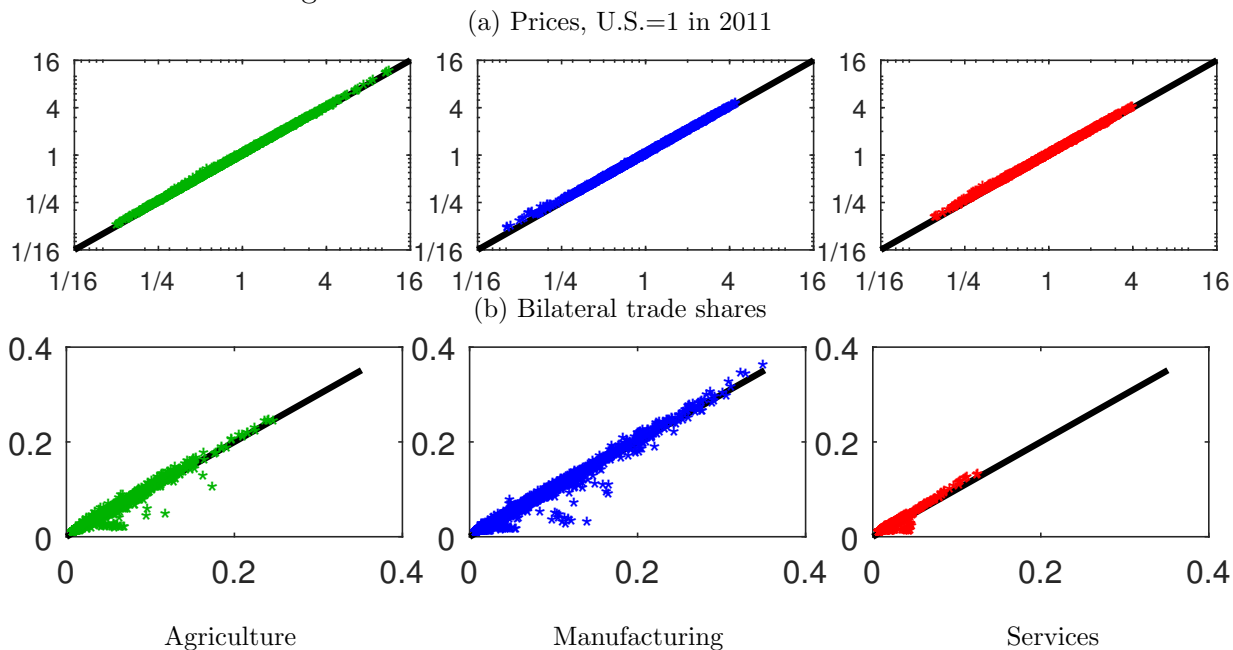 (a) Prices, U.S.=1 in 2011
16 16 16
4 4 4
1 1 1
1/4 1/4 1/4
1/16 1/16 1/16
1/16 1/4 1 4 16 1/16 1/4 1 4 16 1/16 1/4 1 4 16
(b) Bilateral trade shares
0.4 0.4 0.4
0.2 0.2 0.2
0 0 0
0 0.2 0.4 0 0.2 0.4 0 0.2 0.4
Agriculture Manufacturing Services